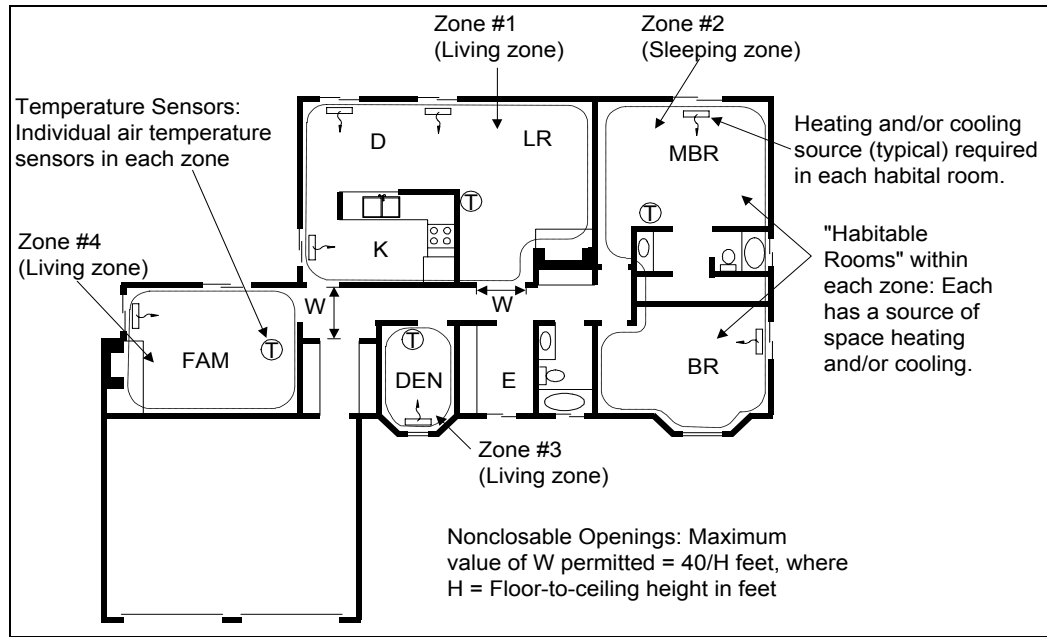 Zone #1
(Living zone)
Zone #2
(Sleeping zone)
Temperature Sensors:
Individual air temperature
sensors in each zone
D
LR
MBR
Heating and/or cooling
source (typical) required
in each habital room.
T
T
K
Zone #4
(Living zone)
"Habitable
Rooms" within
each zone: Each
has a source of
space heating
and/or cooling.
W
W
FAM
T
T
DEN
E
BR
Zone #3
(Living zone)
Nonclosable Openings: Maximum
value of W permitted = 40/H feet, where
H = Floor-to-ceiling height in feet